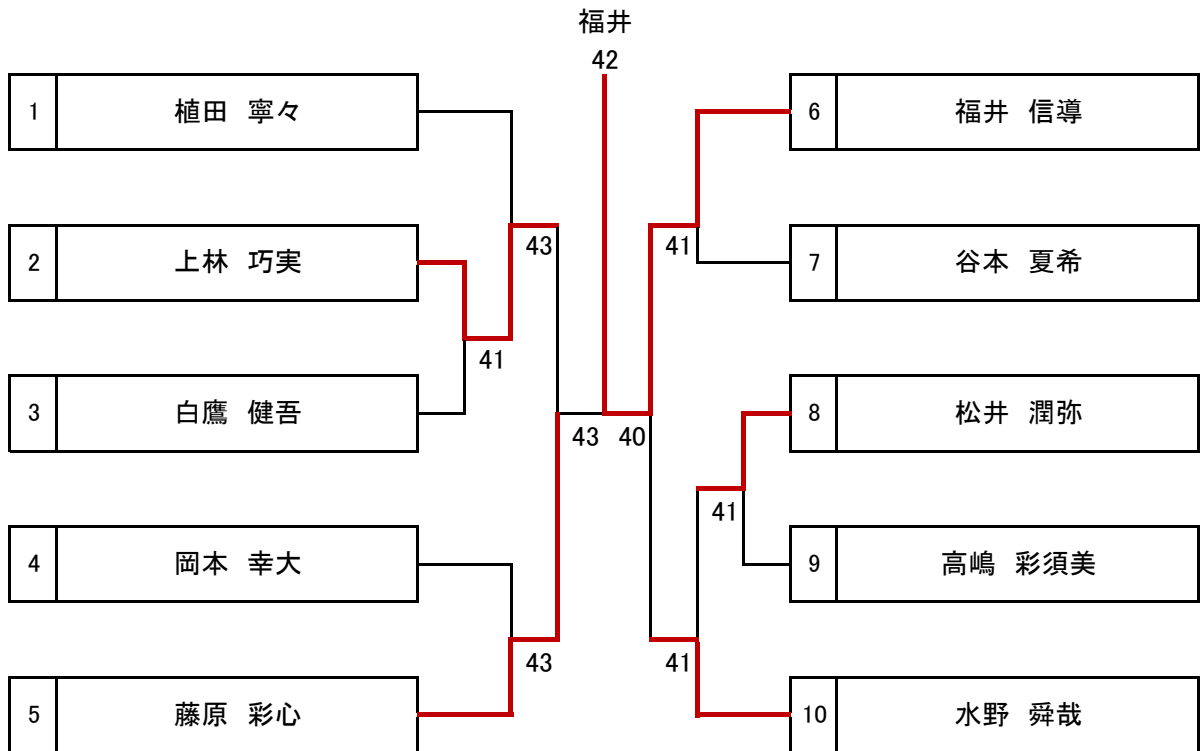 福井
42
1 植田 寧々
6 福井 信導
2 上林 巧実
43
41
7 谷本 夏希
41
3 白鷹 健吾
43 40
8 松井 潤弥
41
4 岡本 幸大
9 高嶋 彩須美
43
41
5 藤原 彩心
10 水野 舜哉